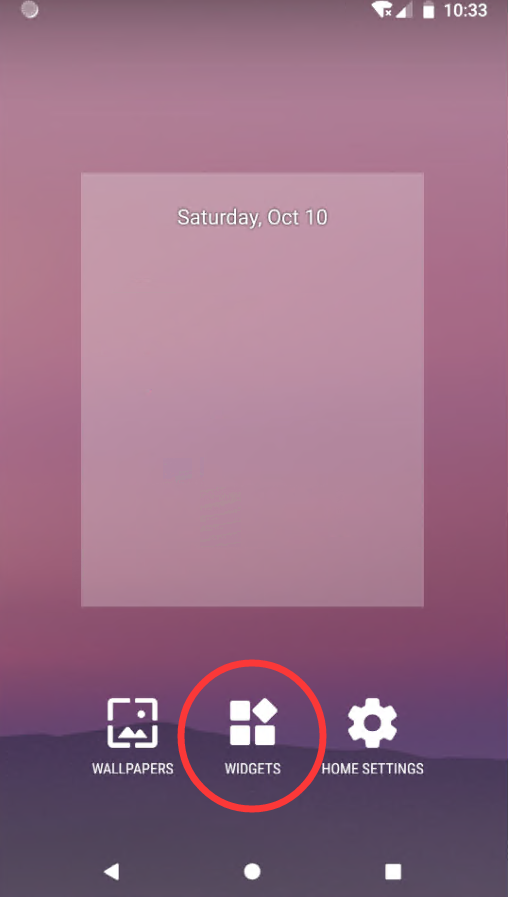 10:33
Saturday, Oct 10
WALLPAPERS
WIDGETS
HOME SETTINGS